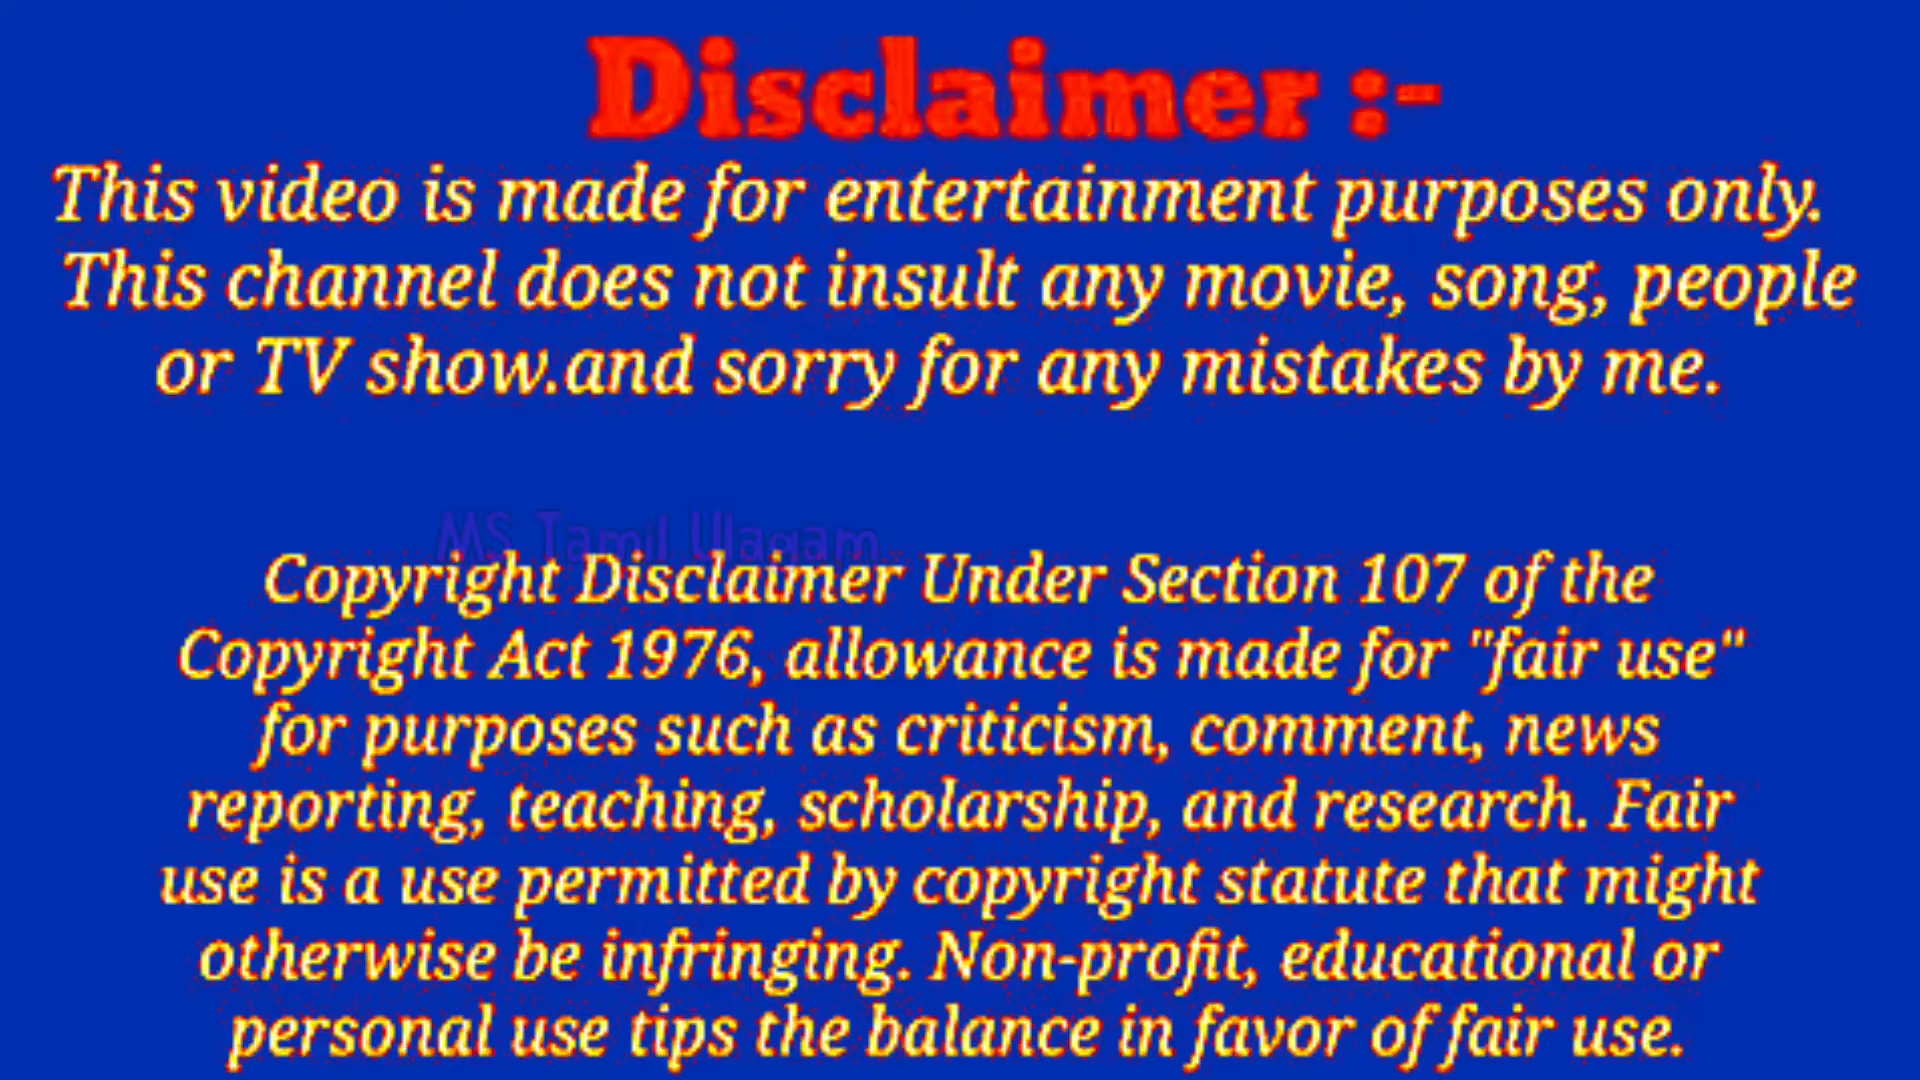 Disclaimer :-
This video is made for entertainment purposes only.
This channel does not insult any movie, song, people
or TV show.and sorry for any mistakes by me.
MS Tamil Ulagam
Copyright Disclaimer Under Section 107 of the
Copyright Act 1976, allowance is made for "fair use"
for purposes such as criticism, comment, news
reporting, teaching, scholarship, and research. Fair
use is a use permitted by copyright statute that might
otherwise be infringing. Non-profit, educational or
personal use tips the balance in favor of fair use.